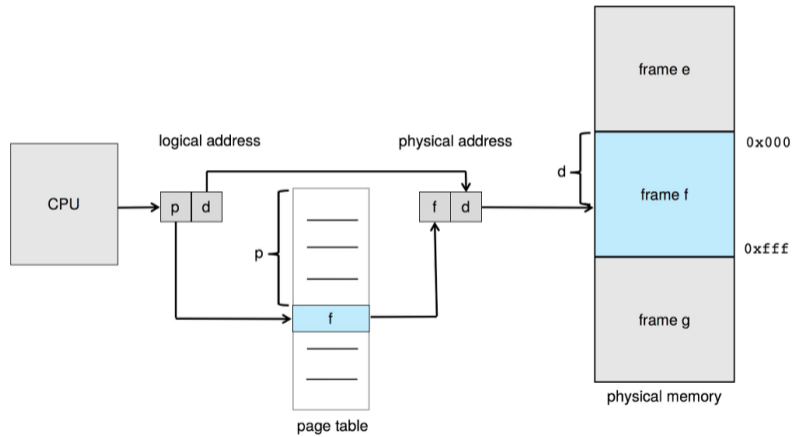 frame e
logical address
physical address
0x000
d
CPU
p d
f d
frame f
p
0xfff
f
frame g
physical memory
page table